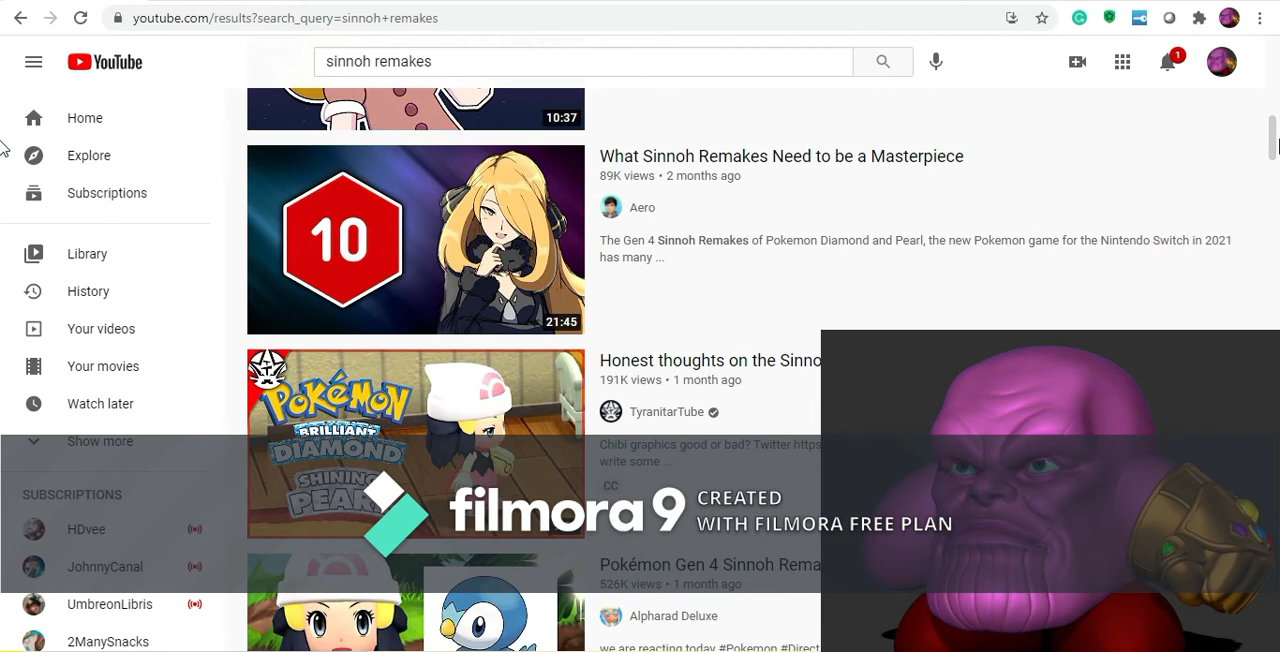 youtube.com/results?search_query=sinnoh+remakes
YouTube
sinnoh remakes
1
Home
Explore
Subscriptions
Library
History
Your videos
Your movies
Watch later
Show more
SUBSCRIPTIONS
HDvee
JohnnyCanal
UmbreonLibris
2ManySnacks
10:37
10
21:45
What Sinnoh Remakes Need to be a Masterpiece
89K views • 2 months ago
Aero
The Gen 4 Sinnoh Remakes of Pokemon Diamond and Pearl, the new Pokemon game for the Nintendo Switch in 2021
has many ...
POKÉMON
BRILLIANT
DIAMOND
SHINING
PEARL
Honest thoughts on the Sinno
191K views • 1 month ago
TyranitarTube
Chibi graphics good or bad? Twitter https
write some ...
CC
filmora9
CREATED
WITH FILMORA FREE PLAN
Pokémon Gen 4 Sinnoh Rema
526K views • 1 month ago
Alpharad Deluxe
we are reacting today #Pokemon #Direct